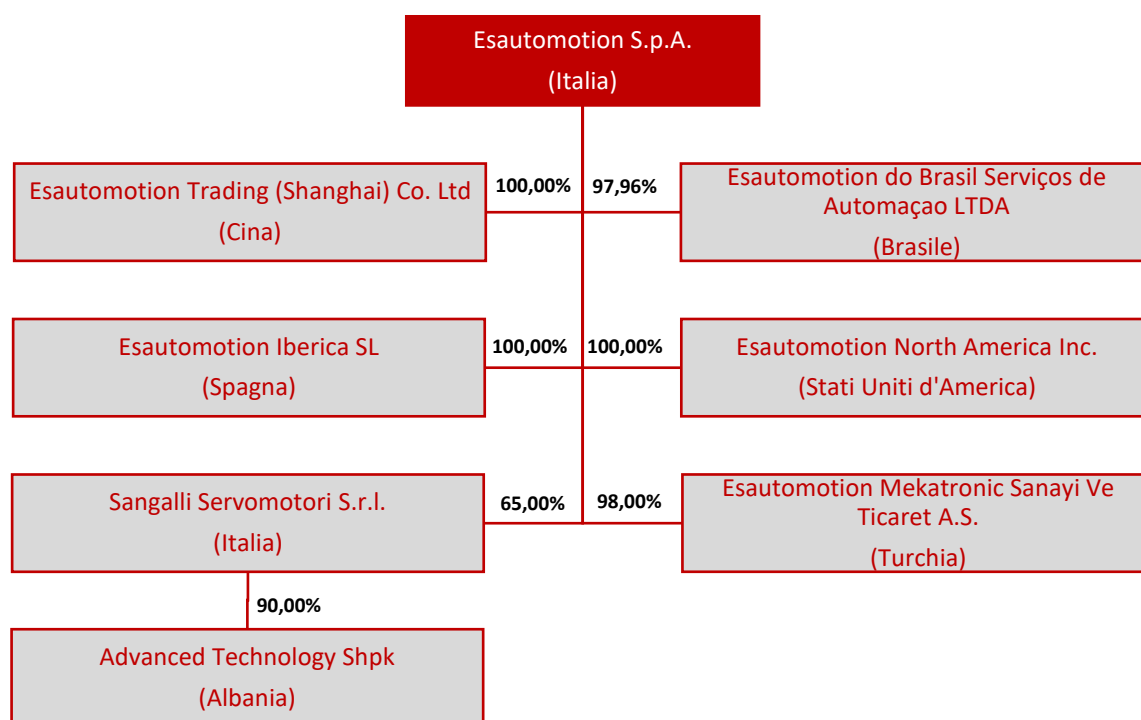 Esautomotion S.p.A.
(Italia)
Esautomotion Trading (Shanghai) Co. Ltd
(Cina)
100,00%
97,96%
Esautomotion do Brasil Serviços de
Automaçao LTDA
(Brasile)
Esautomotion Iberica SL
(Spagna)
100,00%
100,00%
Esautomotion North America Inc.
(Stati Uniti d'America)
Sangalli Servomotori S.r.l.
(Italia)
65,00%
98,00%
Esautomotion Mekatronic Sanayi Ve
Ticaret A.S.
(Turchia)
90,00%
Advanced Technology Shpk
(Albania)